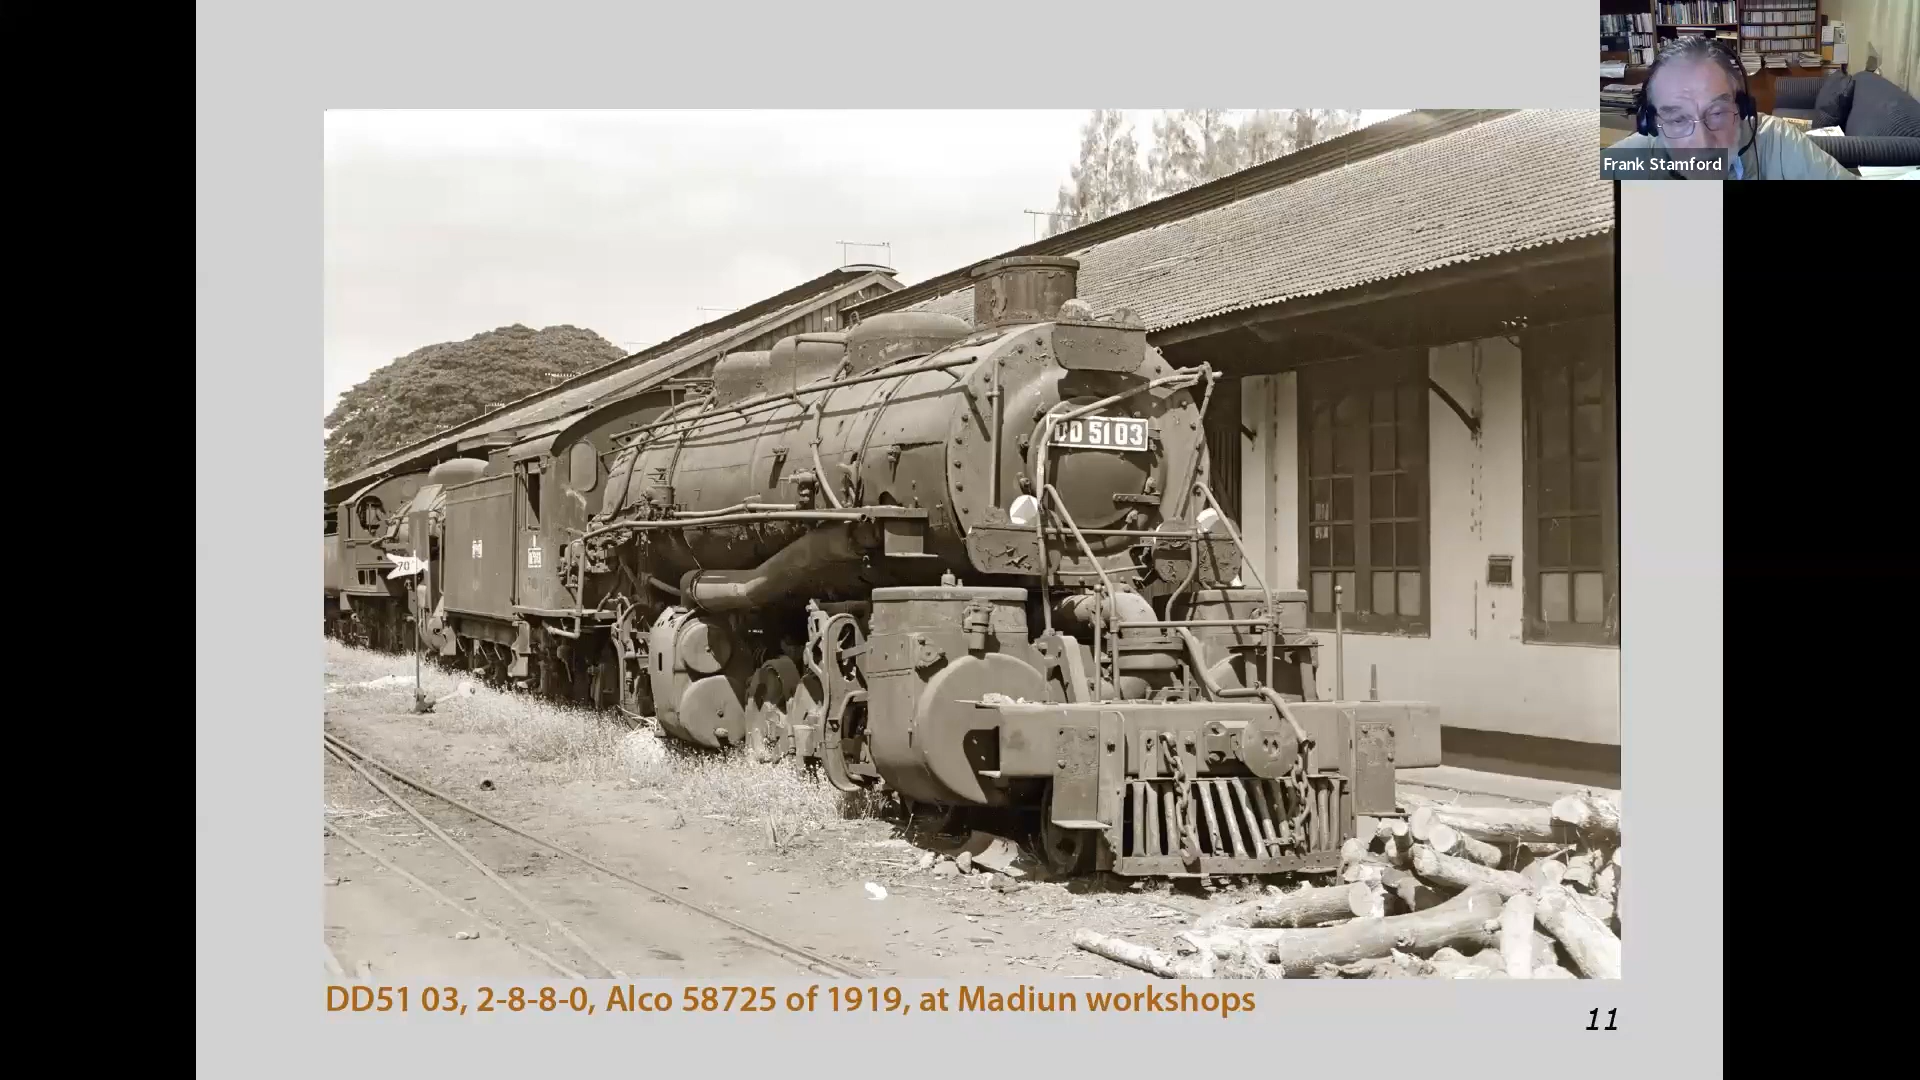 Frank Stamford
DD 51 03
70
DD51 03, 2-8-8-0, Alco 58725 of 1919, at Madiun workshops
11